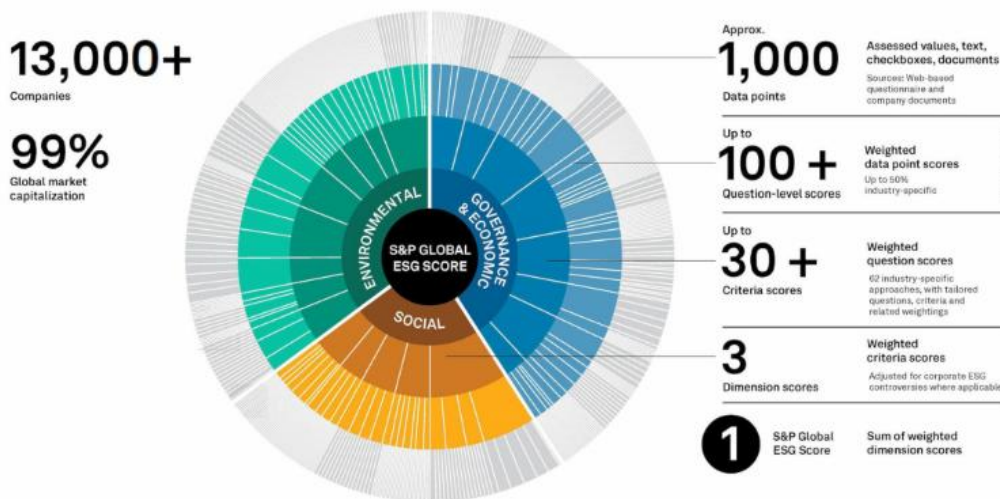 13,000+
Companies
99%
Global market
capitalization
ENVIRONMENTAL
GOVERNANCE
& ECONOMIC
S&P GLOBAL
ESG SCORE
SOCIAL
Approx.
1,000
Data points
Assessed values, text,
checkboxes, documents
Sources: Web-based
questionnaire and
company documents
Up to
100 +
Question-level scores
Weighted
data point scores
Up to 50%
industry-specific
Up to
30 +
Criteria scores
Weighted
question scores
62 industry-specific
approaches, with tailored
questions, criteria and
related weightings
3
Dimension scores
Weighted
criteria scores
Adjusted for corporate ESG
controversies where applicable
1
S&P Global
ESG Score
Sum of weighted
dimension scores